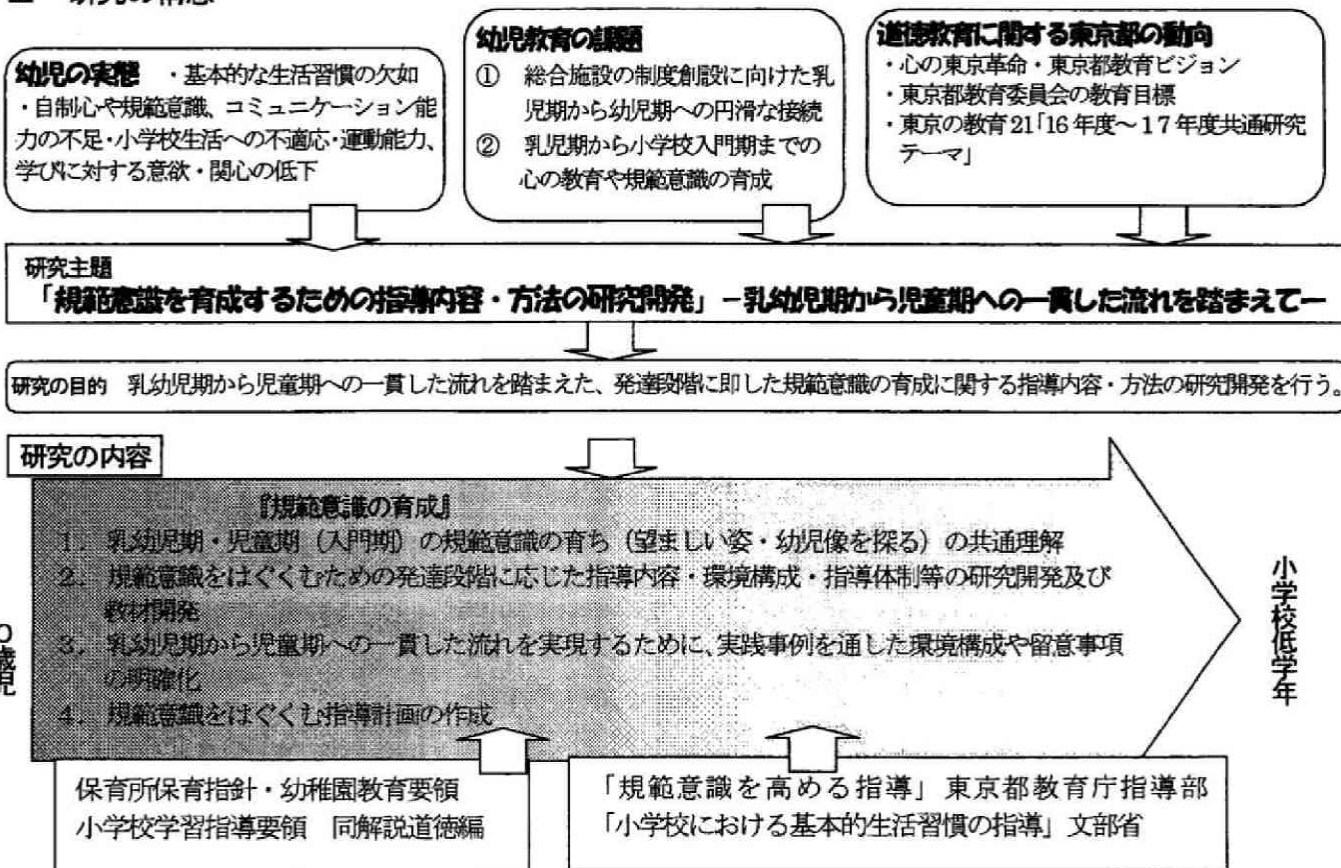 幼児の実態 ・基本的な生活習慣の欠如
・自制心や規範意識、コミュニケーション能
力の不足・小学校生活への不適応・運動能力、
学びに対する意欲・関心の低下
幼児教育の課題
① 総合施設の制度創設に向けた乳
児期から幼児期への円滑な接続
② 乳児期から小学校入門期までの
心の教育や規範意識の育成
道徳教育に関する東京都の動向
・心の東京革命・東京都教育ビジョン
・東京都教育委員会の教育目標
・東京の教育21「16年度～17年度共通研究
テーマ」
研究主題
「規範意識を育成するための指導内容・方法の研究開発」－乳幼児期から児童期への一貫した流れを踏まえてー
研究の目的 乳幼児期から児童期への一貫した流れを踏まえた、発達段階に即した規範意識の育成に関する指導内容・方法の研究開発を行う。
研究の内容
『規範意識の育成』
1. 乳幼児期・児童期（入門期）の規範意識の育ち（望ましい姿・幼児像を探る）の共通理解
2. 規範意識をはぐくむための発達段階に応じた指導内容・環境構成・指導体制等の研究開発及び
教材開発
3. 乳幼児期から児童期への一貫した流れを実現するために、実践事例を通した環境構成や留意事項
の明確化
4. 規範意識をはぐくむ指導計画の作成
小学校低学年
保育所保育指針・幼稚園教育要領
小学校学習指導要領 同解説道徳編
「規範意識を高める指導」東京都教育庁指導部
「小学校における基本的生活習慣の指導」文部省